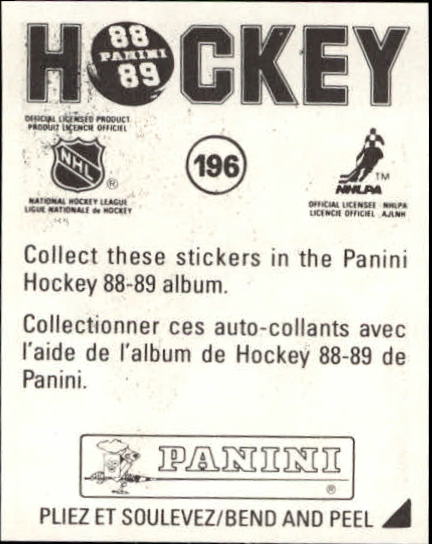 HOCKEY
88
PANINI
89
OFFICIAL LICENSED PRODUCT
PRODUIT LICENCIE OFFICIEL
NHL
®
NATIONAL HOCKEY LEAGUE
LIGUE NATIONALE de HOCKEY
196
TM
NHLPA
OFFICIAL LICENSEE - NHLPA
LICENCIE OFFICIEL . AJLNH
Collect these stickers in the Panini
Hockey 88-89 album.
Collectionner ces auto-collants avec
l'aide de l'album de Hockey 88-89 de
Panini.
PANINI
®
PLIEZ ET SOULEVEZ/BEND AND PEEL